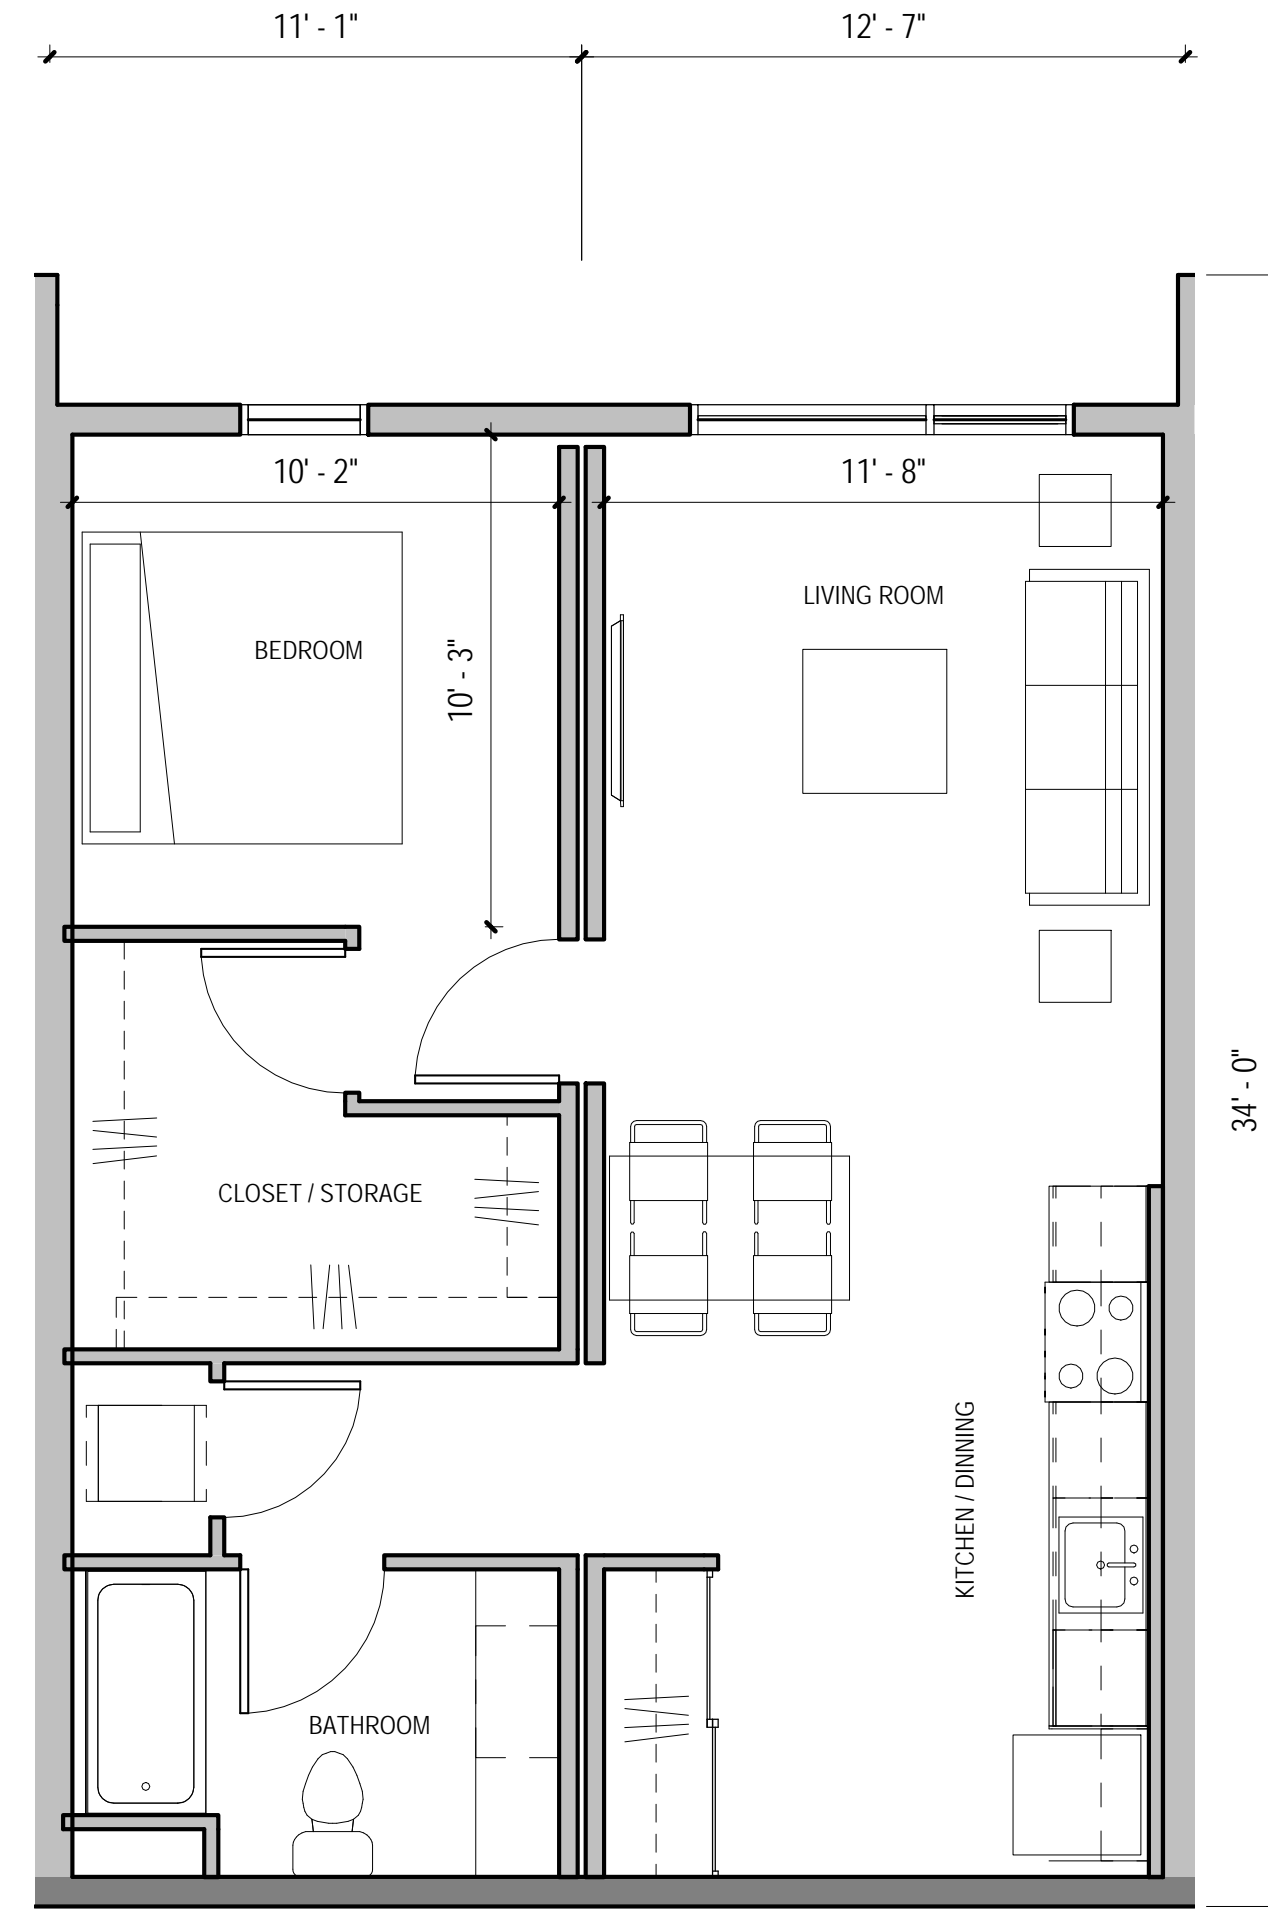 11' - 1"
12' - 7"
10' - 2"
11' - 8"
LIVING ROOM
BEDROOM
10' - 3"
34' - 0"
CLOSET / STORAGE
KITCHEN / DINNING
BATHROOM